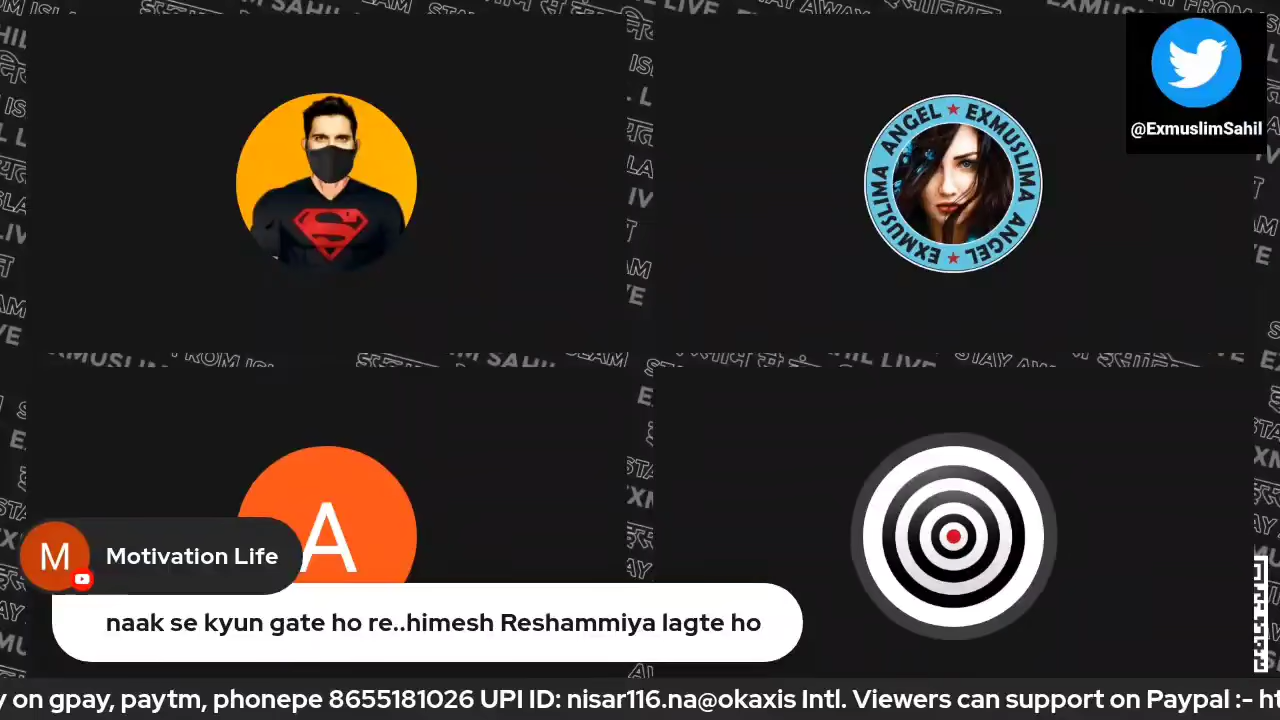 @ExmuslimSahil
ANGEL ★ EXMUSLIMA ANGEL ★ EXMUSLIMA
A
M
Motivation Life
naak se kyun gate ho re..himesh Reshammiya lagte ho
y on gpay, paytm, phonepe 8655181026 UPI ID: nisar116.na@okaxis Intl. Viewers can support on Paypal :- ht